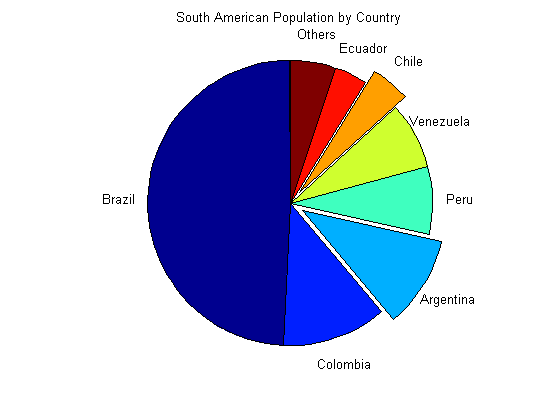 South American Population by Country
Others
Ecuador
Chile
Venezuela
Brazil
Peru
Argentina
Colombia